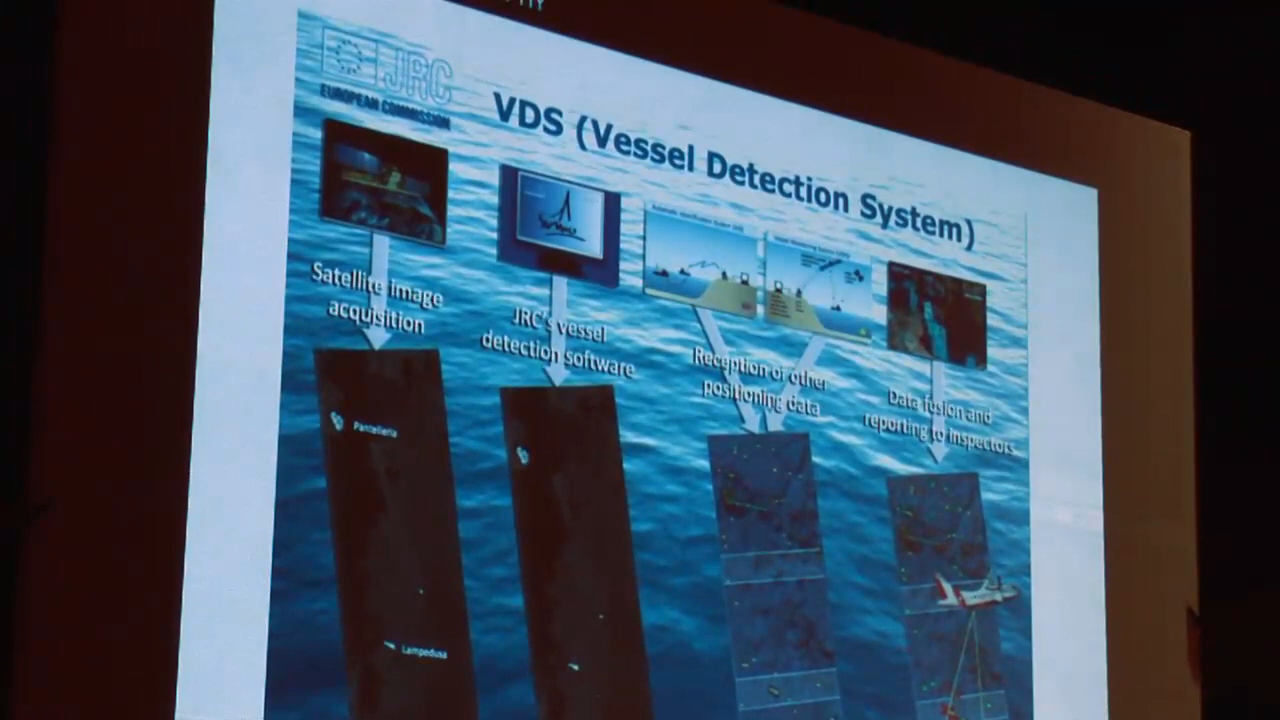 JRC
EUROPEAN COMMISSION
VDS (Vessel Detection System)
Satellite image
acquisition
JRC's vessel
detection software
Reception of other
positioning data
Data fusion and
reporting to inspectors
Pantelleria
Lampedusa